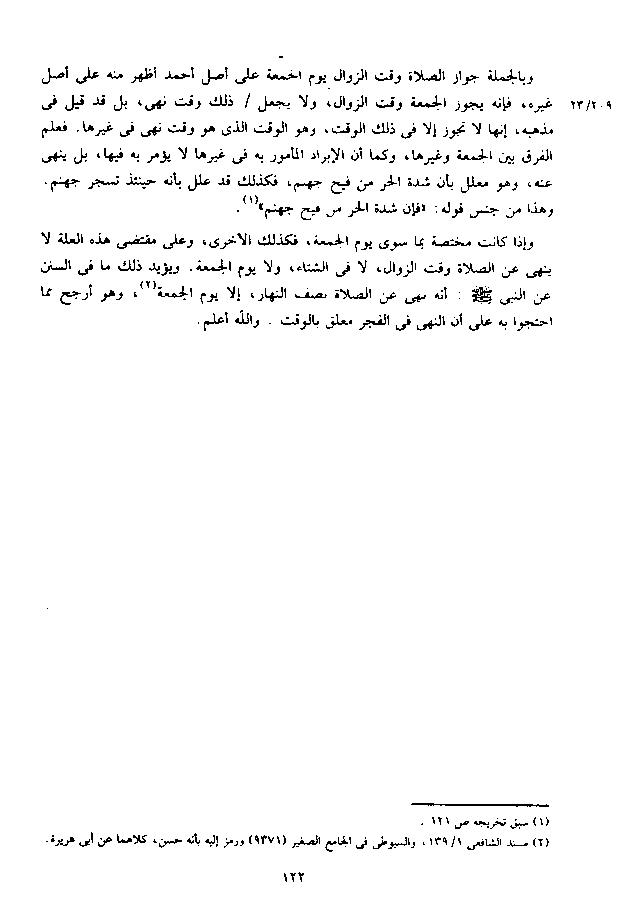 وبالجملة جواز الصلاة وقت الزوال يوم الجمعة على أصل أحمد أظهر منه على أصل
٢٣/٢٠٩ غيره، فإنه يجوز الجمعة وقت الزوال، ولا يجعل / ذلك وقت نهى، بل قد قيل فى
مذهبه، إنها لا تجوز إلا فى ذلك الوقت، وهو الوقت الذى هو وقت نهى فى غيرها. فعلم
الفرق بين الجمعة وغيرها، وكما أن الإبراد المأمور به فى غيرها لا يؤمر به فيها، بل ينهى
عنه، وهو معلل بأن شدة الحر من فيح جهنم، فكذلك قد علل بأنه حينئذ تسجر جهنم.
وهذا من جنس قوله: «فإن شدة الحر من فيح جهنم»(١).
وإذا كانت مختصة بما سوى يوم الجمعة، فكذلك الأخرى، وعلى مقتضى هذه العلة لا
ينهى عن الصلاة وقت الزوال، لا فى الشتاء، ولا يوم الجمعة. ويؤيد ذلك ما فى السنن
عن النبى ﷺ : أنه نهى عن الصلاة نصف النهار، إلا يوم الجمعة(٢)، وهو أرجح مما
احتجوا به على أن النهى فى الفجر معلق بالوقت . والله أعلم.
(١) سبق تخريجه ص ١٢١ .
(٢) مسند الشافعى ١٣٩/١، والسيوطى فى الجامع الصغير (٩٣٧١) ورمز إليه بأنه حسن، كلاهما عن أبى هريرة.
١٢٢